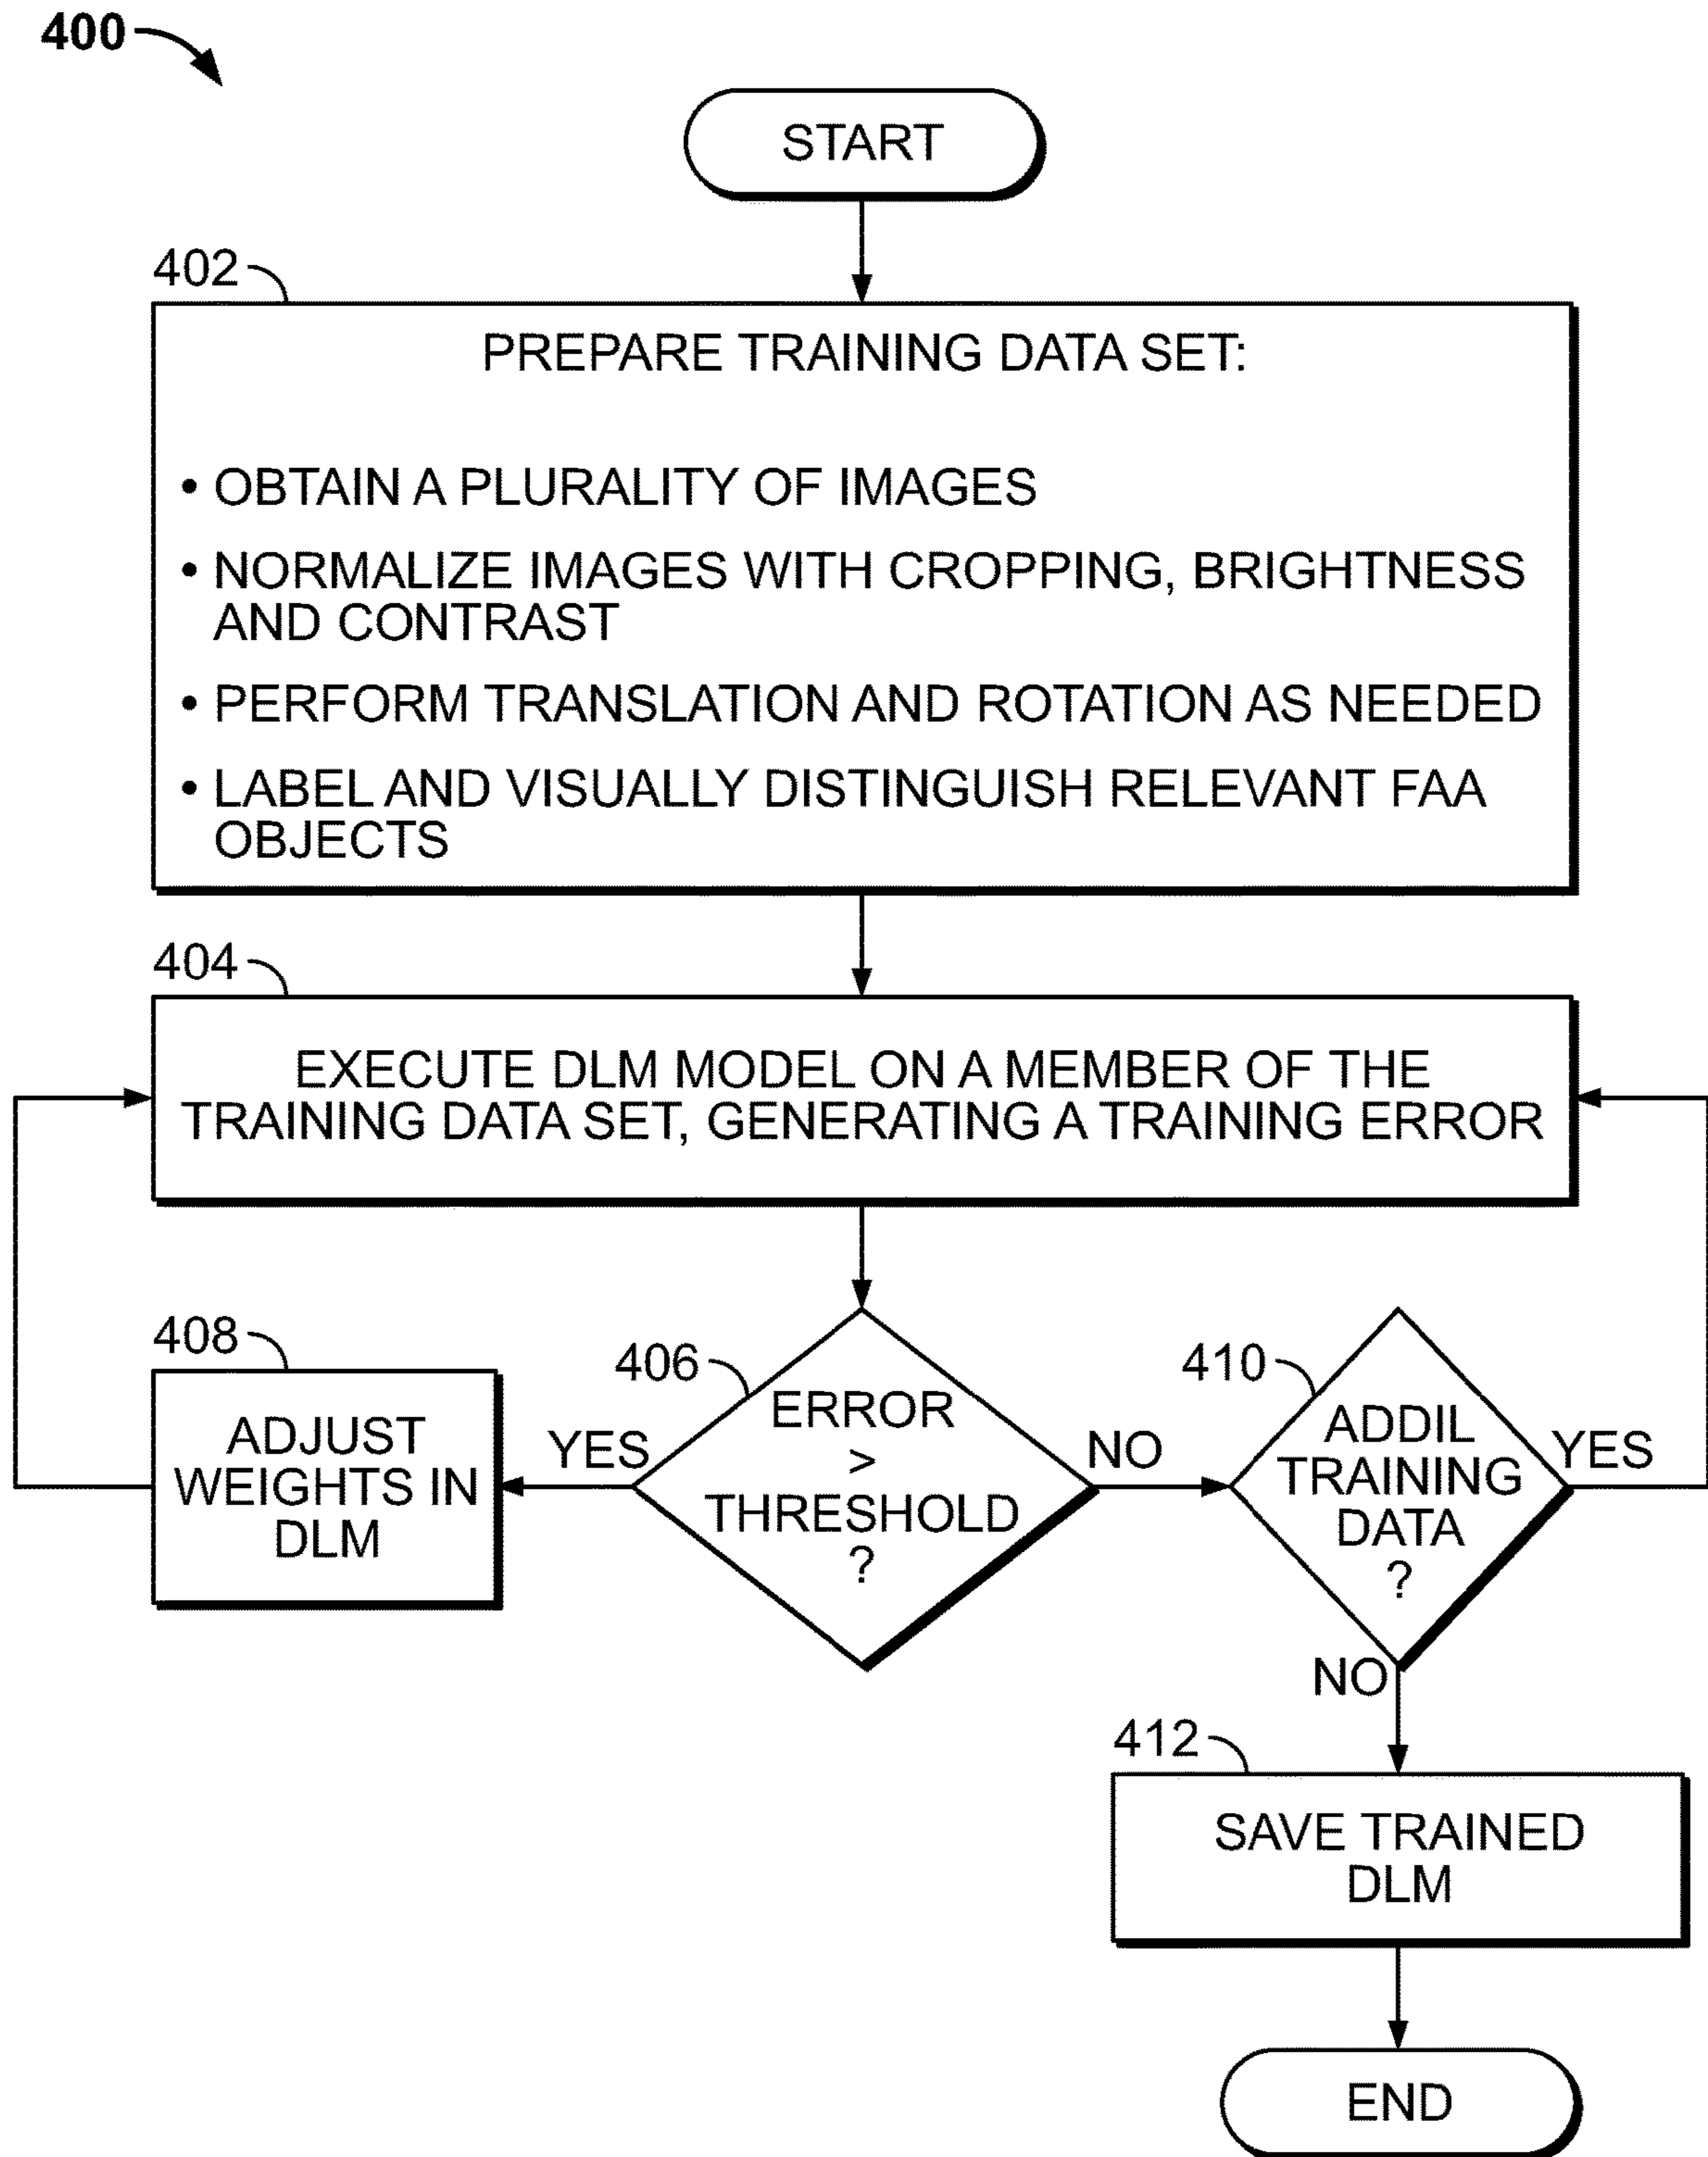 400
START
402
PREPARE TRAINING DATA SET:
• OBTAIN A PLURALITY OF IMAGES
• NORMALIZE IMAGES WITH CROPPING, BRIGHTNESS
AND CONTRAST
• PERFORM TRANSLATION AND ROTATION AS NEEDED
• LABEL AND VISUALLY DISTINGUISH RELEVANT FAA
OBJECTS
404
EXECUTE DLM MODEL ON A MEMBER OF THE
TRAINING DATA SET, GENERATING A TRAINING ERROR
408
ADJUST
WEIGHTS IN
DLM
YES
406
ERROR
>
THRESHOLD
?
NO
410
ADDIL
TRAINING
DATA
?
YES
NO
412
SAVE TRAINED
DLM
END